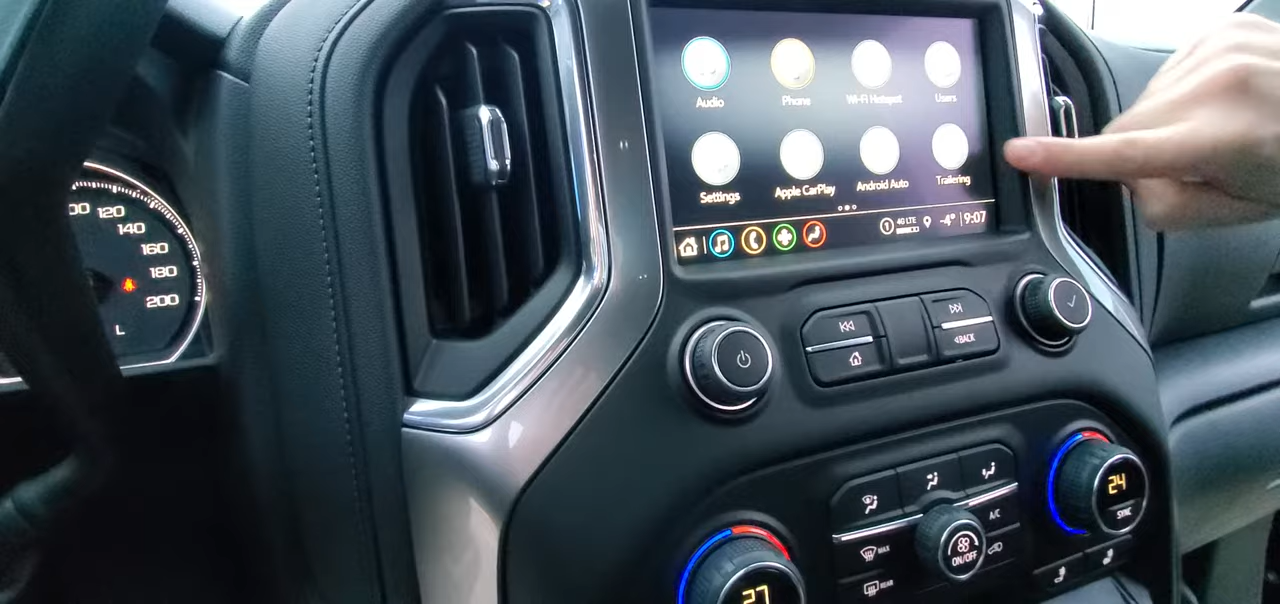 Audio
Phone
Wi-Fi Hotspot
Users
Settings
Apple CarPlay
Android Auto
Trailering
1 4G LTE -4° 9:07
120
140
160
180
200
L
BACK
24
SYNC
A/C
MAX
ON/OFF
REAR
27